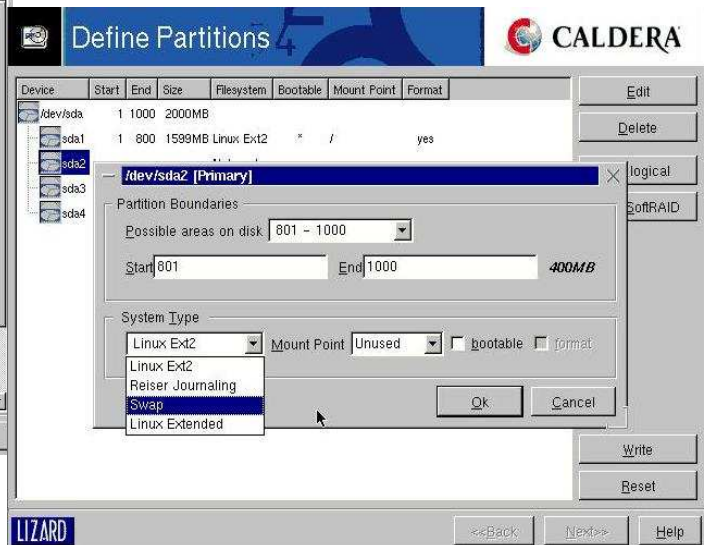 Define Partitions
CALDERA
Device Start End Size Filesystem Bootable Mount Point Format
/dev/sda 1 1000 2000MB
sda1 1 800 1599MB Linux Ext2 * / yes
sda2
sda3
sda4
Edit
Delete
logical
SoftRAID
/dev/sda2 [Primary]
Partition Boundaries
Possible areas on disk 801 - 1000
Start 801 End 1000 400MB
System Type
Linux Ext2 Mount Point Unused bootable format
Linux Ext2
Reiser Journaling
Swap
Linux Extended
Ok Cancel
Write
Reset
LIZARD <<Back Next>> Help